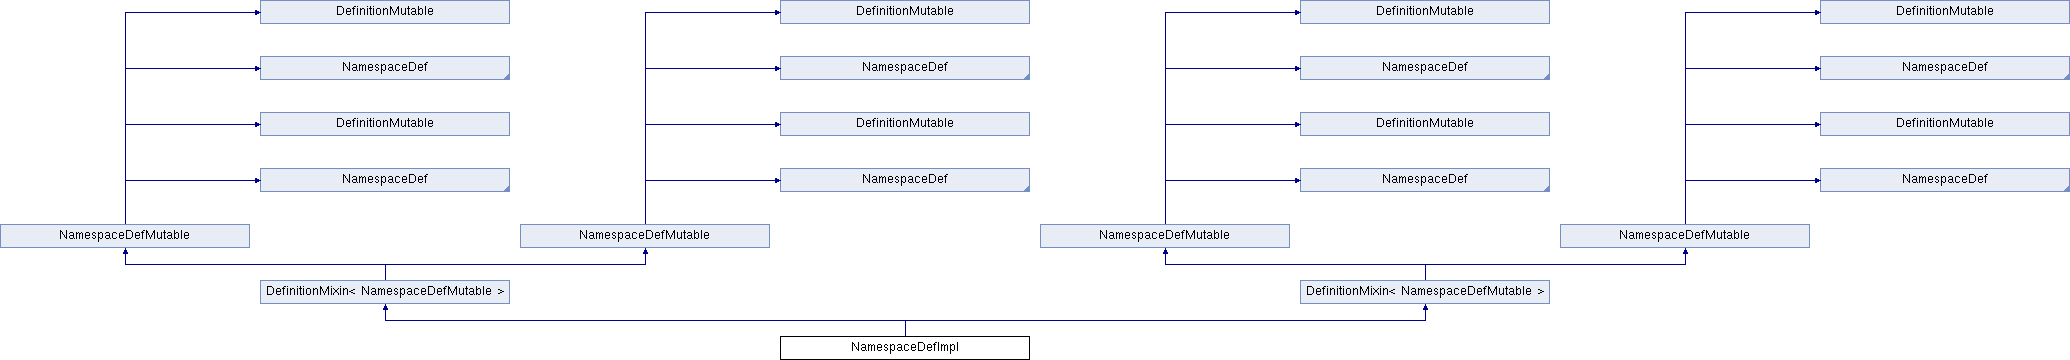 DefinitionMutable
DefinitionMutable
DefinitionMutable
DefinitionMutable
NamespaceDef
NamespaceDef
NamespaceDef
NamespaceDef
DefinitionMutable
DefinitionMutable
DefinitionMutable
DefinitionMutable
NamespaceDef
NamespaceDef
NamespaceDef
NamespaceDef
NamespaceDefMutable
NamespaceDefMutable
NamespaceDefMutable
NamespaceDefMutable
DefinitionMixin< NamespaceDefMutable >
DefinitionMixin< NamespaceDefMutable >
NamespaceDefImpl